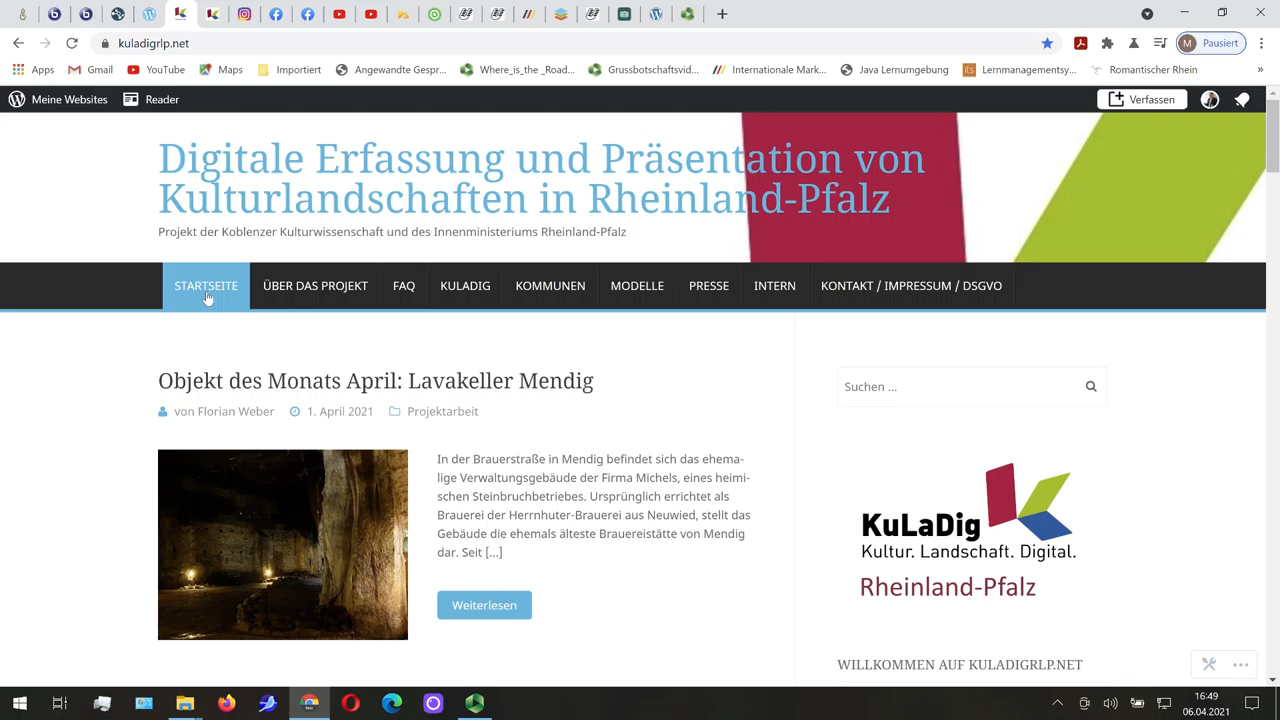 kuladigrlp.net
M Pausiert
Apps Gmail YouTube Maps Importiert Angewandte Gespr... Where_is_the _Road... Grussbotschaftsvid... Internationale Mark... Java Lernumgebung its Lernmanagementsy... Romantischer Rhein »
Meine Websites Reader Verfassen
Digitale Erfassung und Präsentation von
Kulturlandschaften in Rheinland-Pfalz
Projekt der Koblenzer Kulturwissenschaft und des Innenministeriums Rheinland-Pfalz
STARTSEITE ÜBER DAS PROJEKT FAQ KULADIG KOMMUNEN MODELLE PRESSE INTERN KONTAKT / IMPRESSUM / DSGVO
Objekt des Monats April: Lavakeller Mendig
von Florian Weber 1. April 2021 Projektarbeit
In der Brauerstraße in Mendig befindet sich das ehema-
lige Verwaltungsgebäude der Firma Michels, eines heimi-
schen Steinbruchbetriebes. Ursprünglich errichtet als
Brauerei der Herrnhuter-Brauerei aus Neuwied, stellt das
Gebäude die ehemals älteste Brauereistätte von Mendig
dar. Seit [...]
Weiterlesen
Suchen ...
KuLaDig
Kultur. Landschaft. Digital.
Rheinland-Pfalz
WILLKOMMEN AUF KULADIGRLP.NET
16:49
06.04.2021